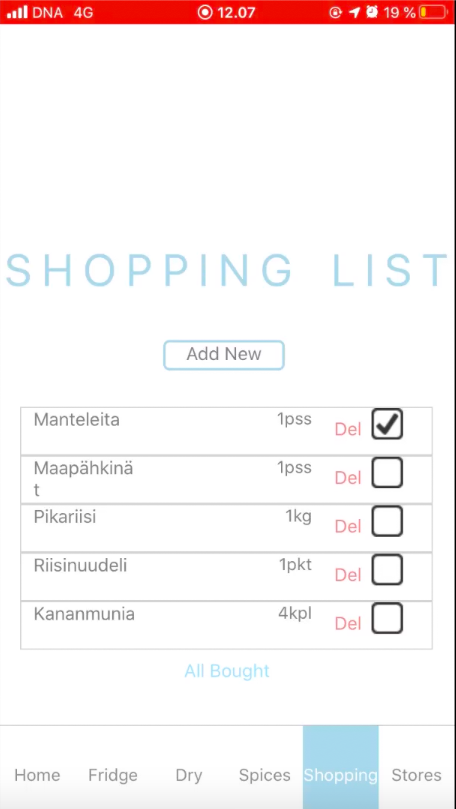 DNA 4G 12.07 19 %
SHOPPING LIST
Add New
Manteleita 1pss Del
Maapähkinä 1pss Del
t
Pikariisi 1kg Del
Riisinuudeli 1pkt Del
Kananmunia 4kpl Del
All Bought
Home Fridge Dry Spices Shopping Stores